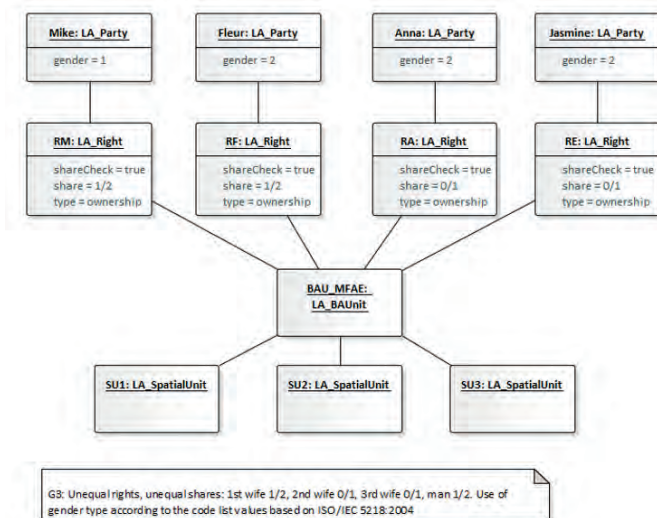 Mike: LA_Party
gender = 1
Fleur: LA_Party
gender = 2
Anna: LA_Party
gender = 2
Jasmine: LA_Party
gender = 2
RM: LA_Right
shareCheck = true
share = 1/2
type = ownership
RF: LA_Right
shareCheck = true
share = 1/2
type = ownership
RA: LA_Right
shareCheck = true
share = 0/1
type = ownership
RE: LA_Right
shareCheck = true
share = 0/1
type = ownership
BAU_MFAE:
LA_BAUnit
SU1: LA_SpatialUnit
SU2: LA_SpatialUnit
SU3: LA_SpatialUnit
G3: Unequal rights, unequal shares: 1st wife 1/2, 2nd wife 0/1, 3rd wife 0/1, man 1/2. Use of
gender type according to the code list values based on ISO/IEC 5218:2004